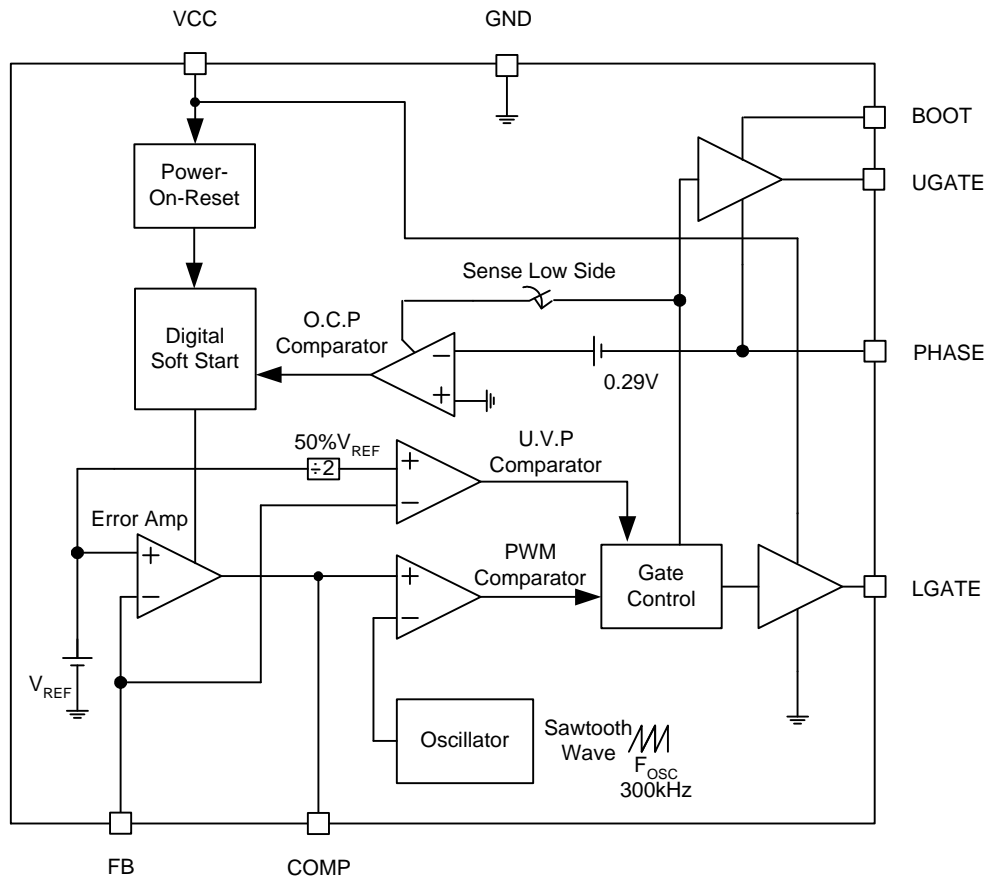 VCC
GND
BOOT
Power-
On-Reset
UGATE
Sense Low Side
O.C.P
Comparator
Digital
Soft Start
PHASE
0.29V
50%VREF
÷2
U.V.P
Comparator
Error Amp
PWM
Comparator
Gate
Control
LGATE
VREF
Oscillator
Sawtooth
Wave
FOSC
300kHz
FB
COMP